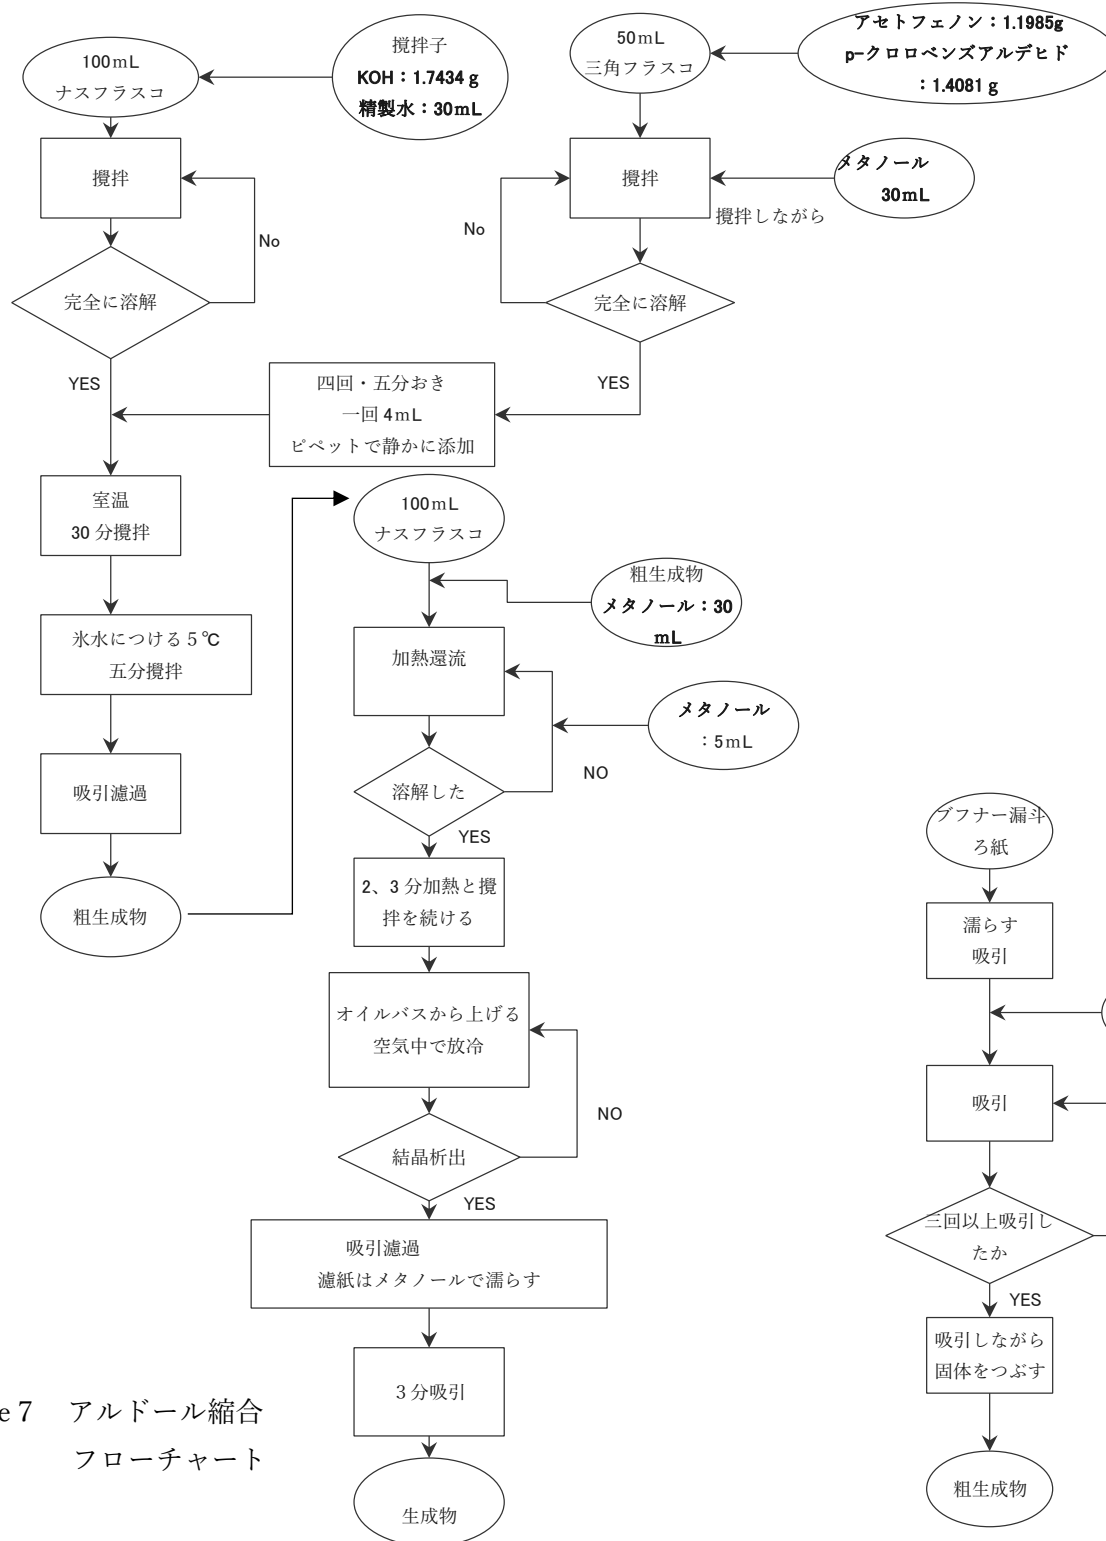 100mL
ナスフラスコ
撹拌子
KOH：1.7434 g
精製水：30mL
50mL
三角フラスコ
アセトフェノン：1.1985g
p-クロロベンズアルデヒド
：1.4081 g
攪拌
攪拌
メタノール
30mL
攪拌しながら
No
No
完全に溶解
完全に溶解
YES
YES
四回・五分おき
一回 4mL
ピペットで静かに添加
室温
30 分攪拌
氷水につける 5 ℃
五分攪拌
吸引濾過
粗生成物
100mL
ナスフラスコ
粗生成物
メタノール：30
mL
加熱還流
メタノール
：5mL
NO
溶解した
YES
2、3 分加熱と攪
拌を続ける
オイルバスから上げる
空気中で放冷
NO
結晶析出
YES
吸引濾過
濾紙はメタノールで濡らす
3 分吸引
生成物
ブフナー漏斗
ろ紙
濡らす
吸引
吸引
三回以上吸引し
たか
YES
吸引しながら
固体をつぶす
粗生成物
e 7 アルドール縮合
フローチャート